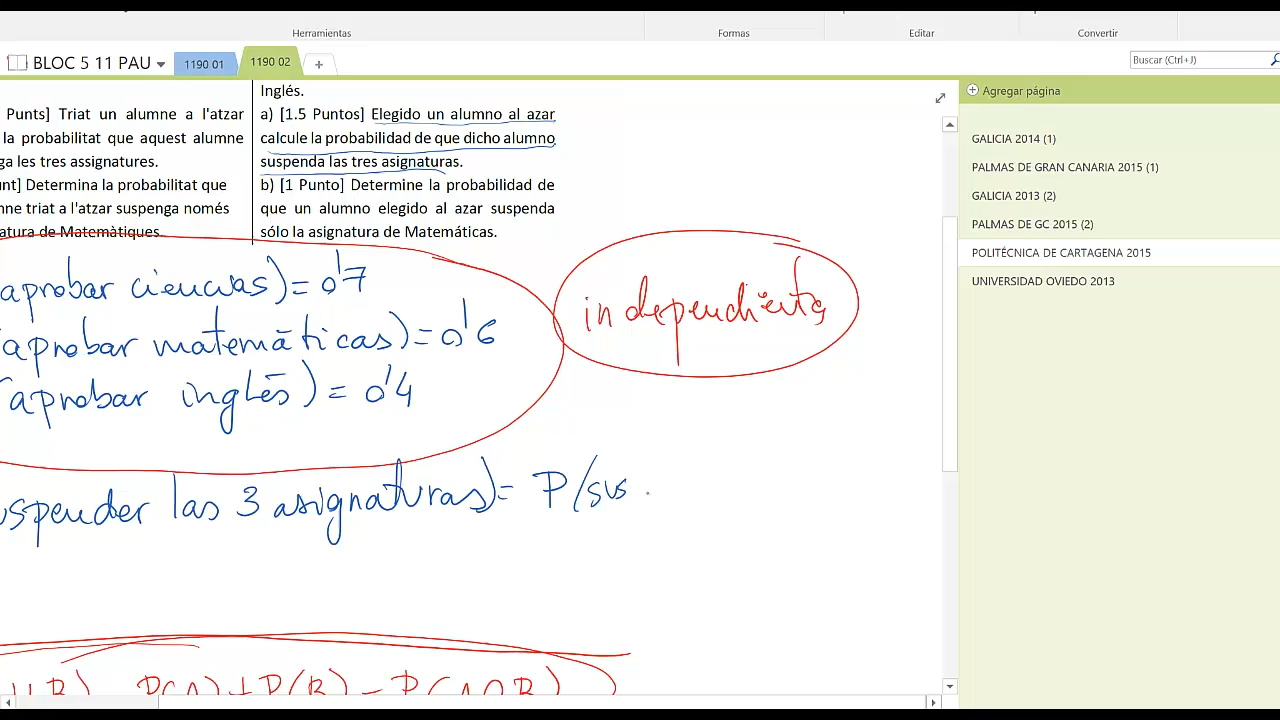 Herramientas
Formas
Editar
Convertir
BLOC 5 11 PAU
1190 01
1190 02
+
Buscar (Ctrl+J)
Agregar página
GALICIA 2014 (1)
PALMAS DE GRAN CANARIA 2015 (1)
GALICIA 2013 (2)
PALMAS DE GC 2015 (2)
POLITÉCNICA DE CARTAGENA 2015
UNIVERSIDAD OVIEDO 2013
Punts] Triat un alumne a l'atzar
la probabilitat que aquest alumne
ga les tres assignatures.
unt] Determina la probabilitat que
nne triat a l'atzar suspenga només
atura de Matemàtiques.
Inglés.
a) [1.5 Puntos] Elegido un alumno al azar
calcule la probabilidad de que dicho alumno
suspenda las tres asignaturas.
b) [1 Punto] Determine la probabilidad de
que un alumno elegido al azar suspenda
sólo la asignatura de Matemáticas.
aprobar ciencias) = 0'7
(aprobar matemáticas) = 0'6
(aprobar inglés) = 0'4
independiente
uspender las 3 asignaturas) = P(sus
P(A) + P(B) - P(A∩B)